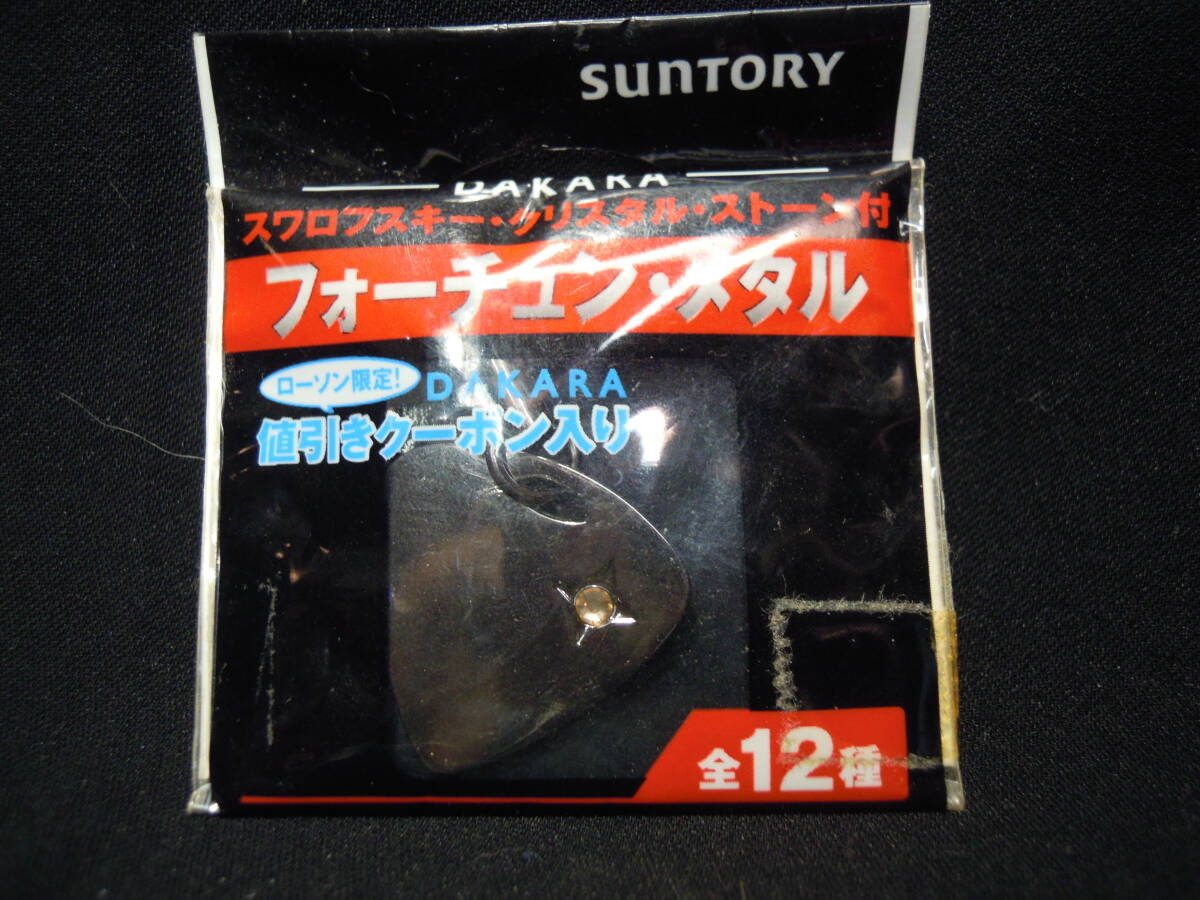 SUNTORY
DAKARA
スワロフスキー・クリスタル・ストーン付
フォーチュン・メタル
ローソン限定!
DAKARA
値引きクーポン入り
全12種